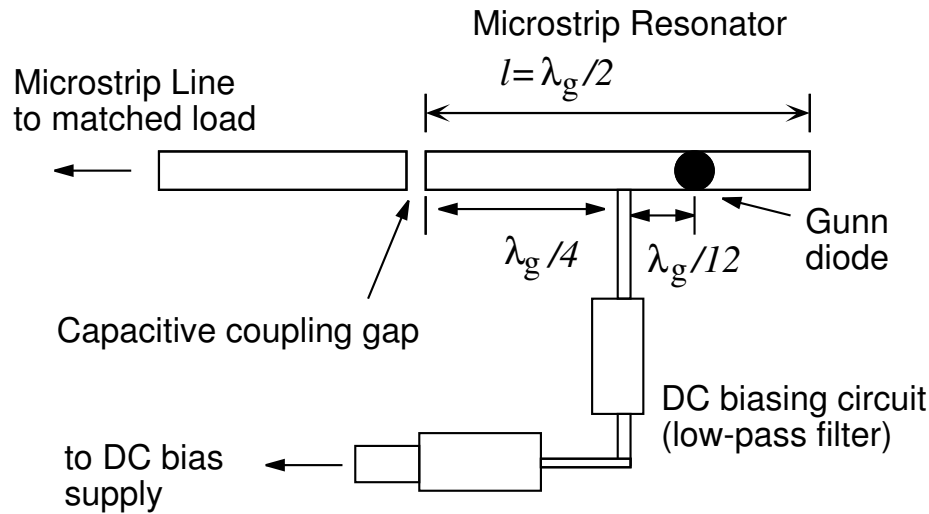 Microstrip Resonator
l=λg/2
Microstrip Line
to matched load
λg/4
λg/12
Gunn
diode
Capacitive coupling gap
DC biasing circuit
(low-pass filter)
to DC bias
supply